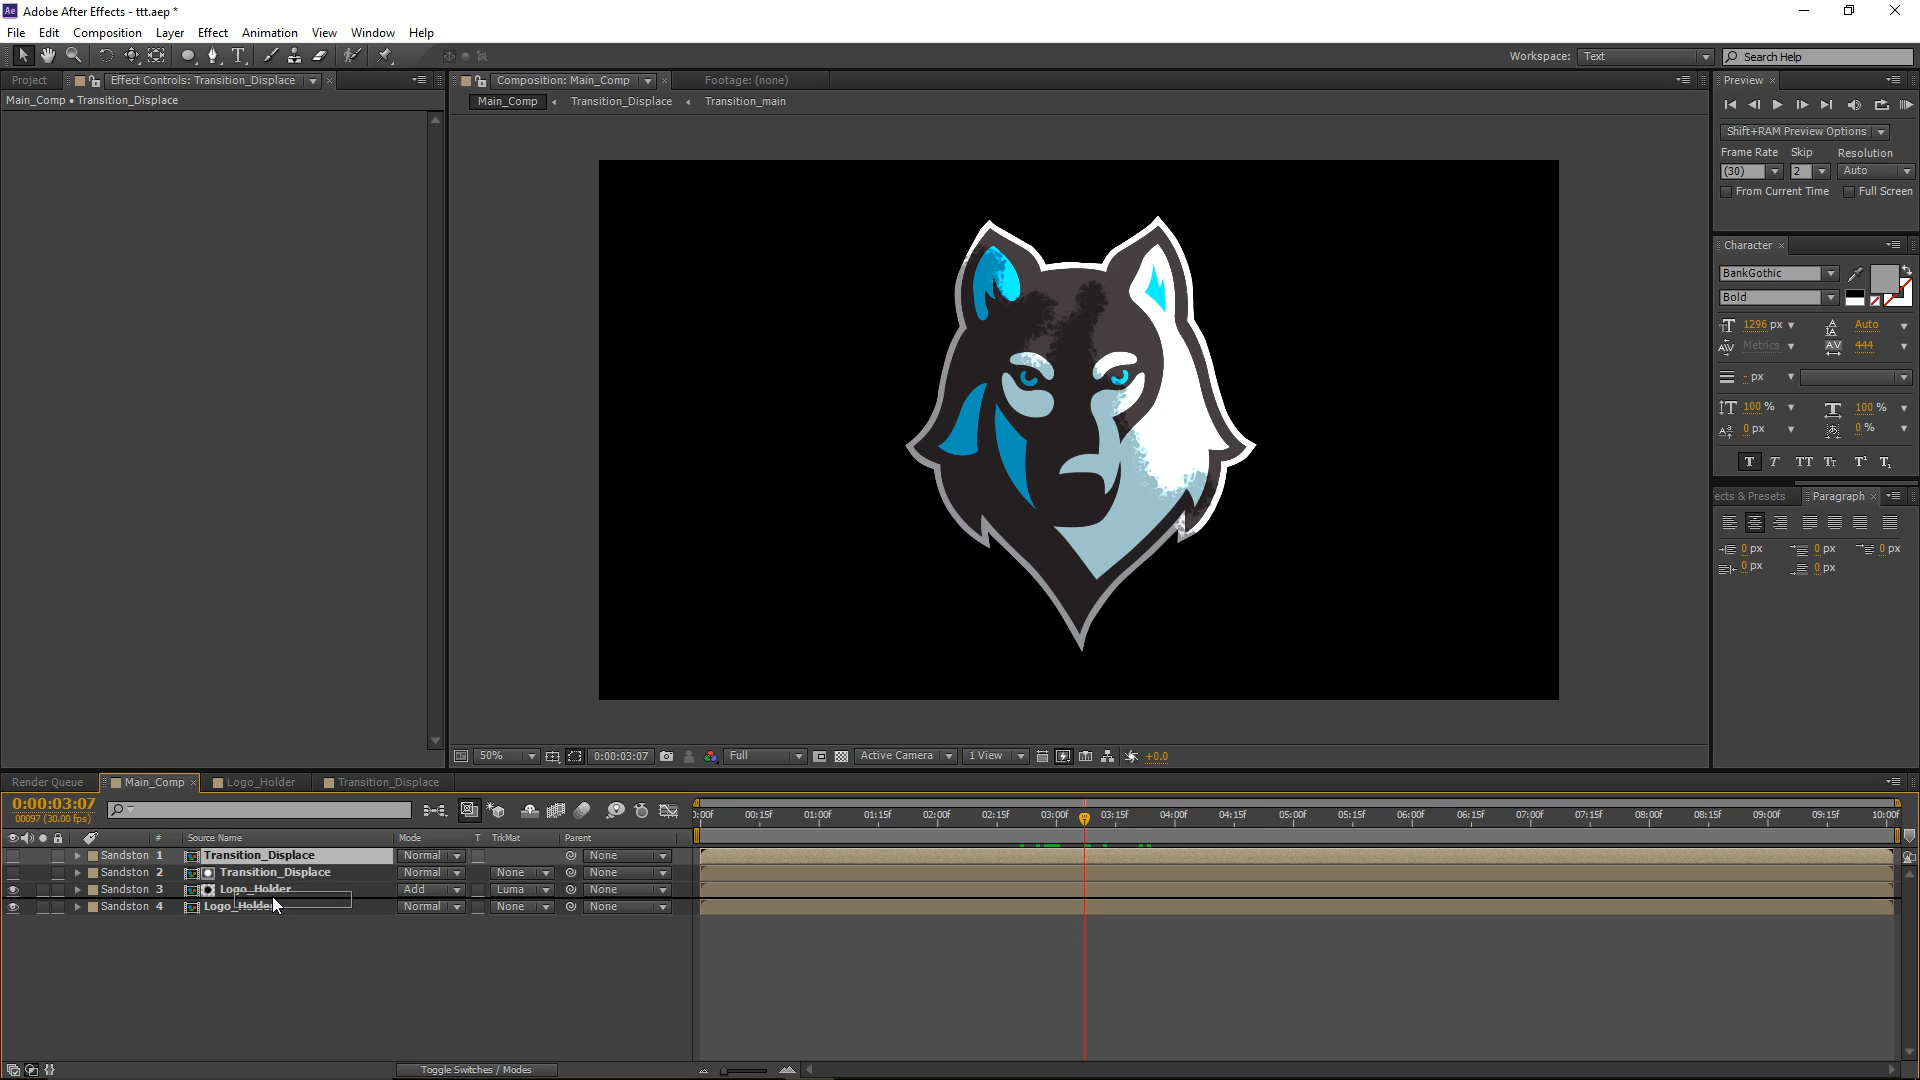 Adobe After Effects - ttt.aep *
File Edit Composition Layer Effect Animation View Window Help
Workspace: Text Search Help
Project Effect Controls: Transition_Displace Composition: Main_Comp Footage: (none) Preview
Main_Comp • Transition_Displace
Main_Comp Transition_Displace Transition_main
Shift+RAM Preview Options
Frame Rate Skip Resolution
(30) 2 Auto
From Current Time Full Screen
Character
BankGothic
Bold
1296 px Auto
Metrics 444
- px
100 % 100 %
0 px 0 %
T T TT Tt T¹ T₁
ects & Presets Paragraph
0 px 0 px 0 px
0 px 0 px
50% 0:00:03:07 Full Active Camera 1 View +0.0
Render Queue Main_Comp Logo_Holder Transition_Displace
0:00:03:07
00097 (30.00 fps)
:00f 00:15f 01:00f 01:15f 02:00f 02:15f 03:00f 03:15f 04:00f 04:15f 05:00f 05:15f 06:00f 06:15f 07:00f 07:15f 08:00f 08:15f 09:00f 09:15f 10:00f
# Source Name Mode T TrkMat Parent
Sandston 1 Transition_Displace Normal None
Sandston 2 Transition_Displace Normal None None
Sandston 3 Logo_Holder Add Luma None
Sandston 4 Logo_Holder Normal None None
Toggle Switches / Modes